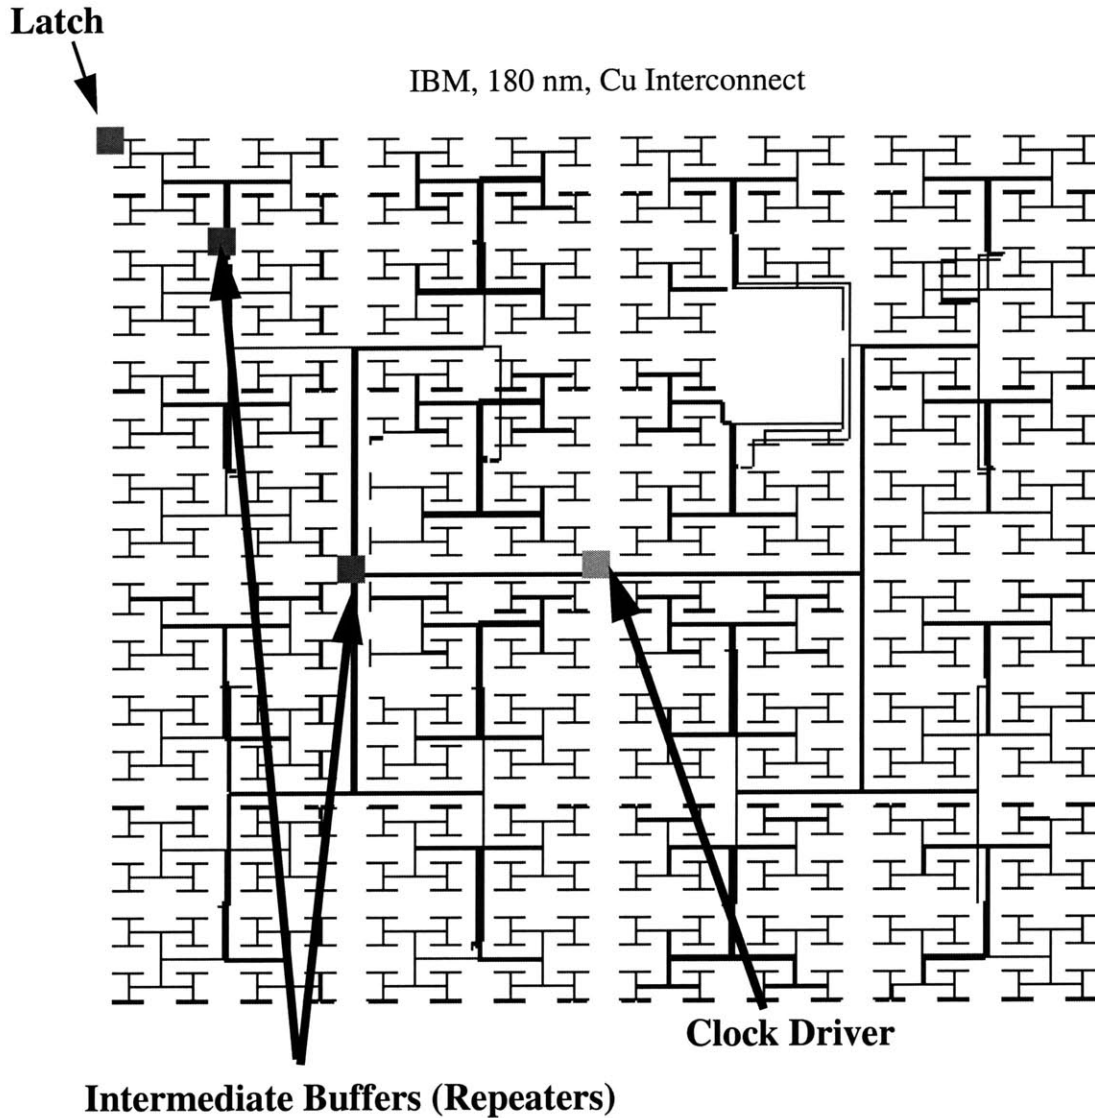 Latch
IBM, 180 nm, Cu Interconnect
Clock Driver
Intermediate Buffers (Repeaters)